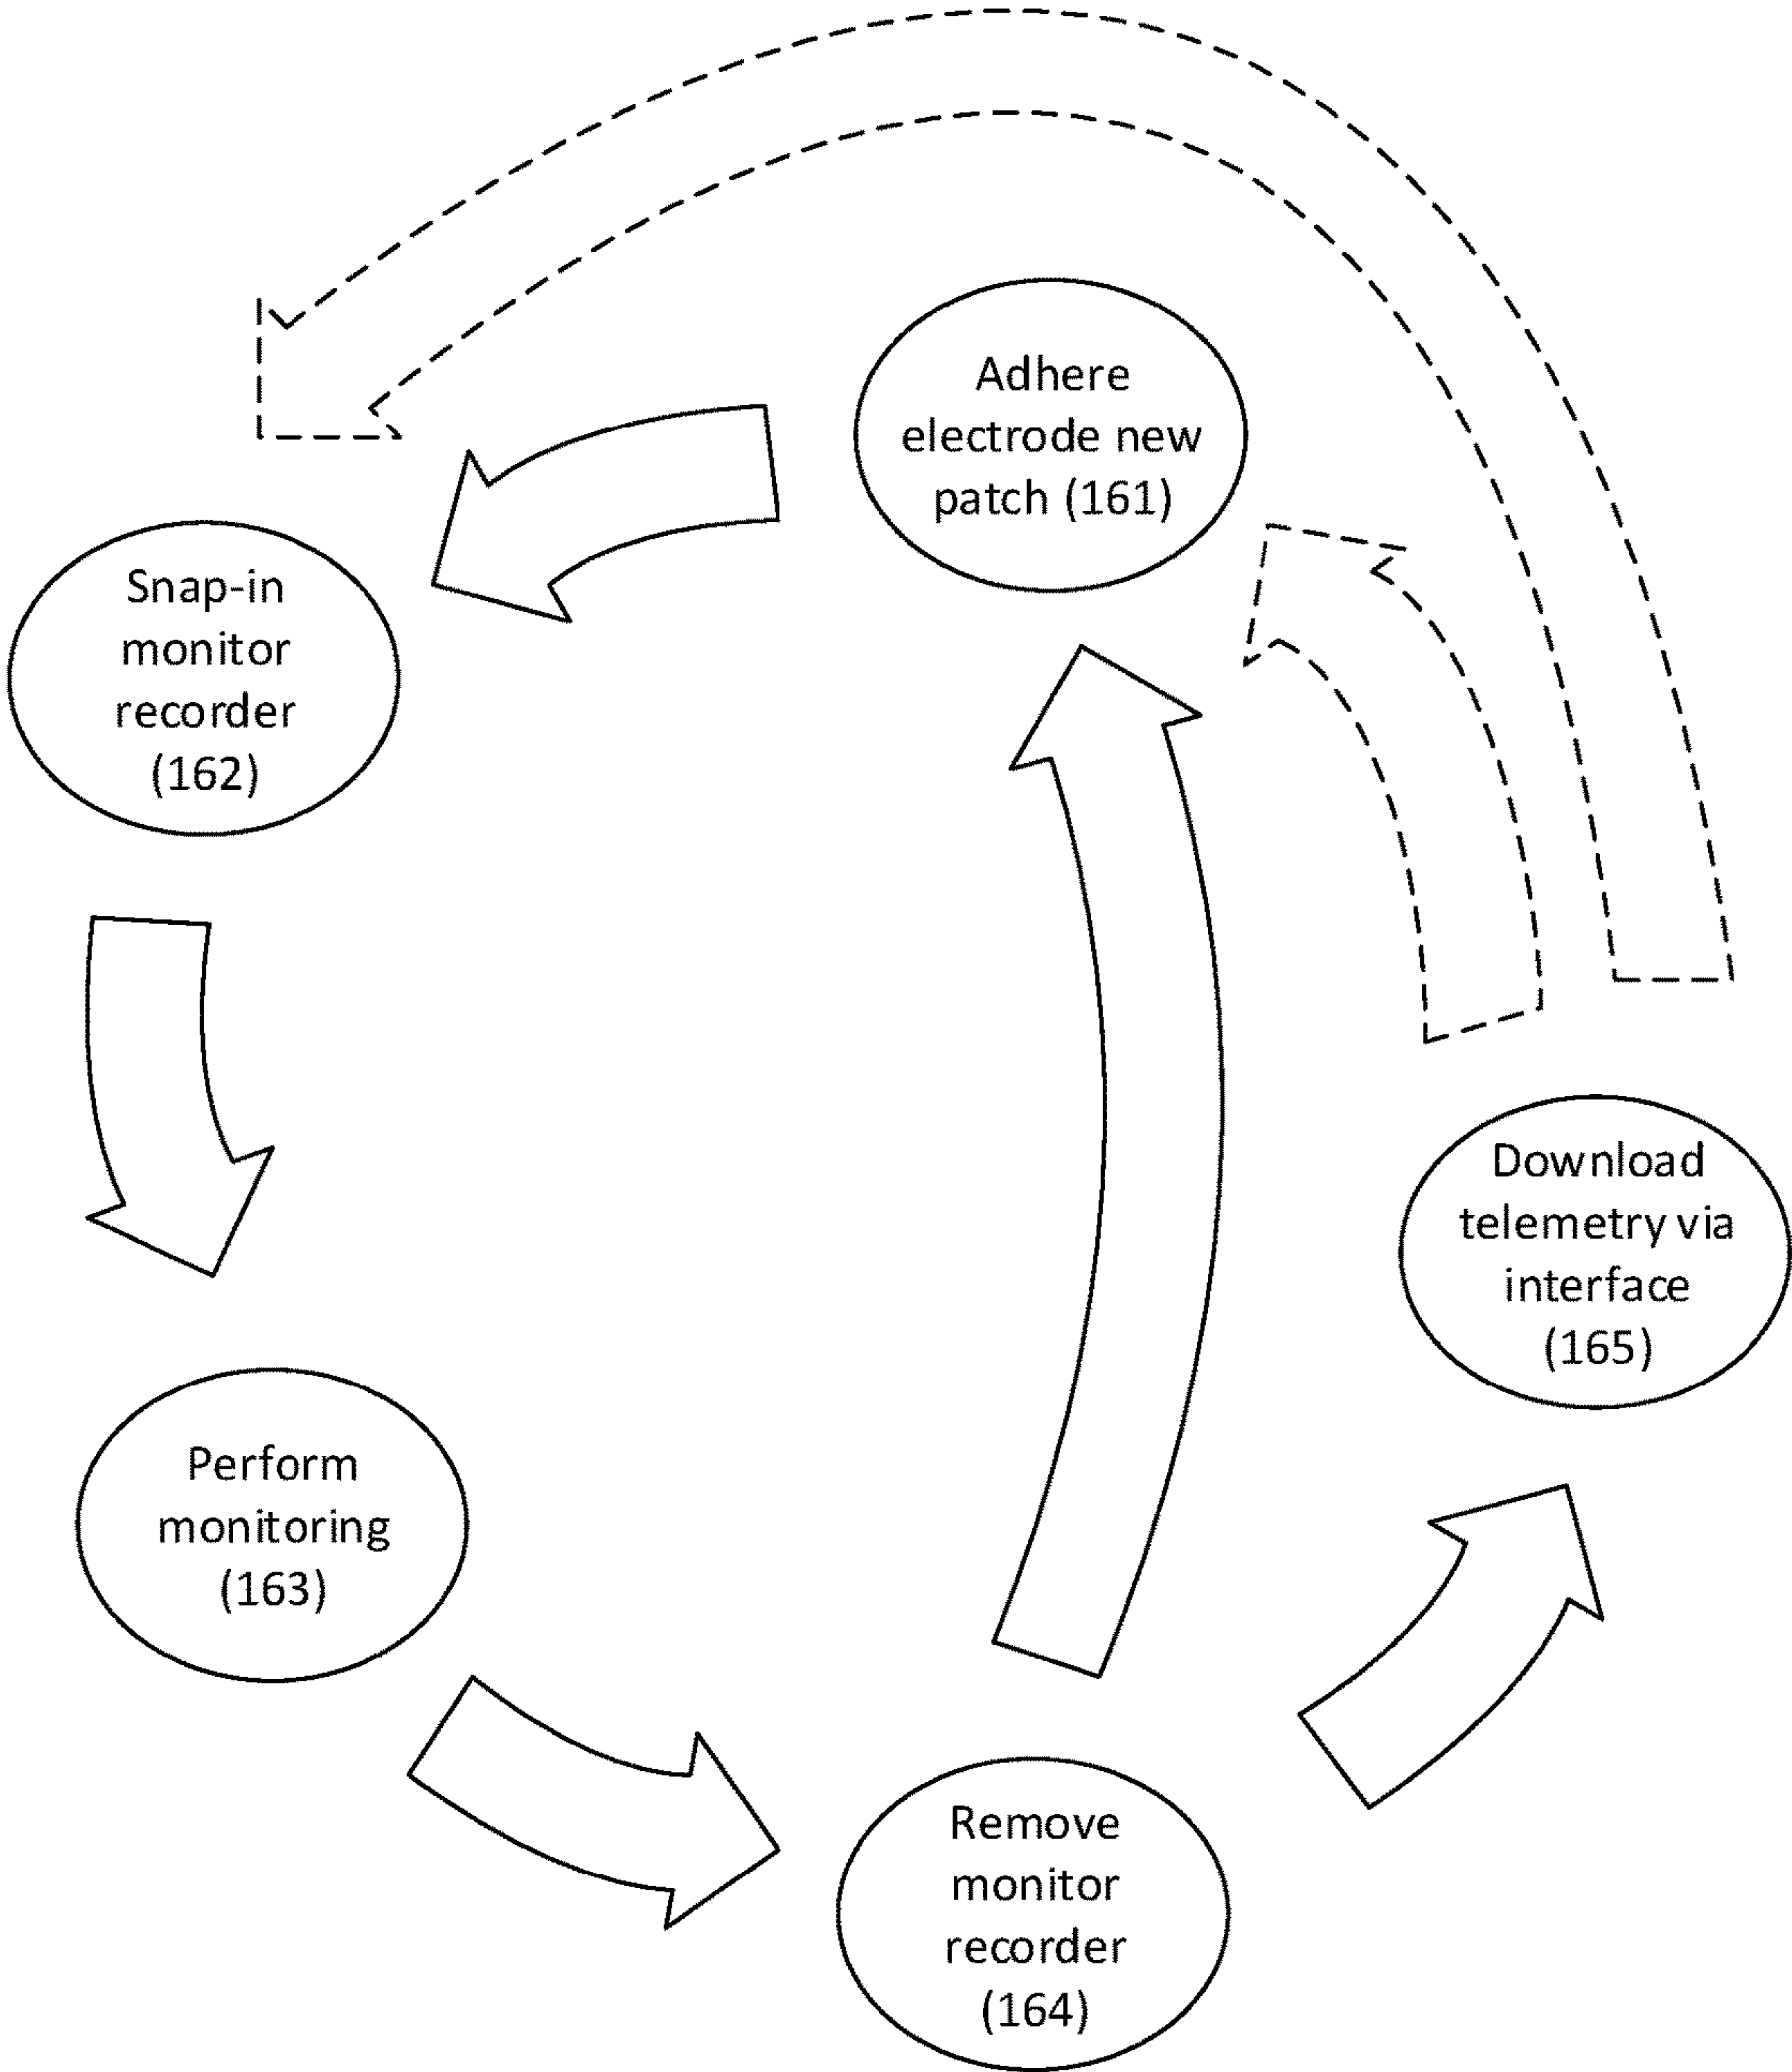 Adhere
electrode new
patch (161)
Snap-in
monitor
recorder
(162)
Download
telemetry via
interface
(165)
Perform
monitoring
(163)
Remove
monitor
recorder
(164)